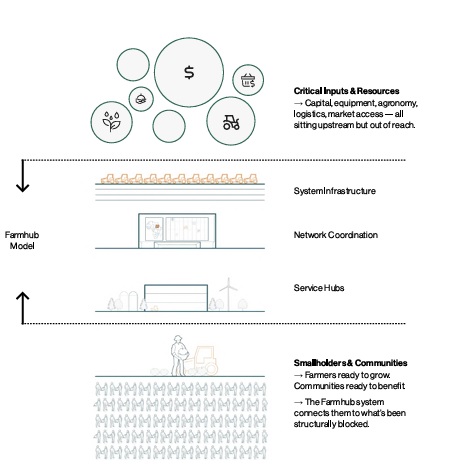 $
$
Critical Inputs & Resources
→ Capital, equipment, agronomy,
logistics, market access — all
sitting upstream but out of reach.
System Infrastructure
Farmhub
Model
Network Coordination
Service Hubs
Smallholders & Communities
→ Farmers ready to grow.
Communities ready to benefit
→ The Farmhub system
connects them to what's been
structurally blocked.